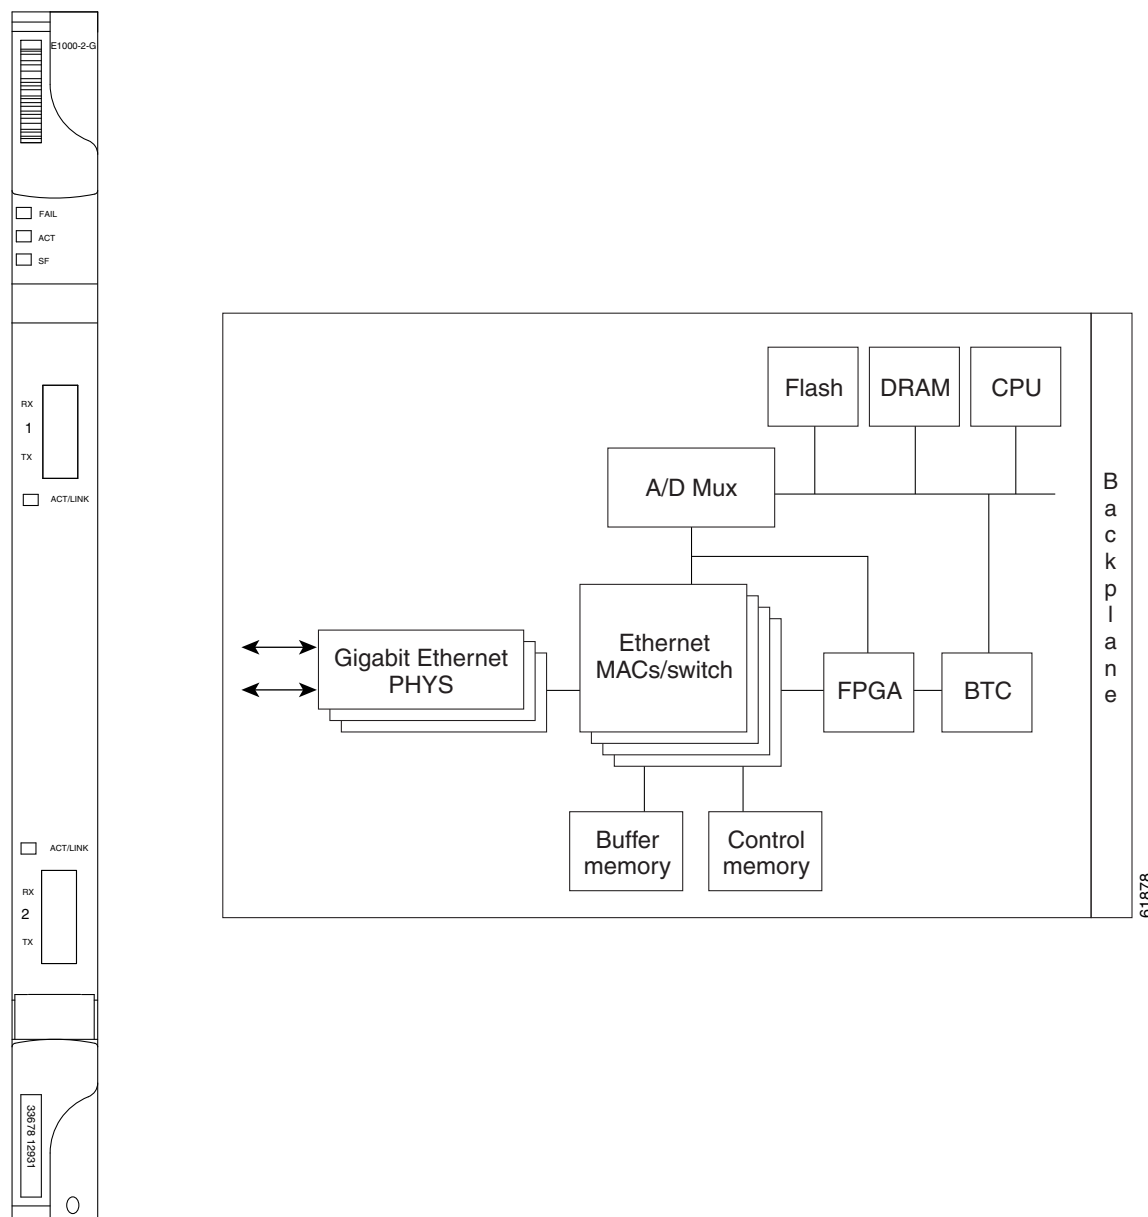 E1000-2-G
FAIL
ACT
SF
RX
1
TX
ACT/LINK
ACT/LINK
RX
2
TX
33678 12931
Flash
DRAM
CPU
A/D Mux
Ethernet
MACs/switch
Gigabit Ethernet
PHYS
FPGA
BTC
Buffer
memory
Control
memory
Backplane
61878